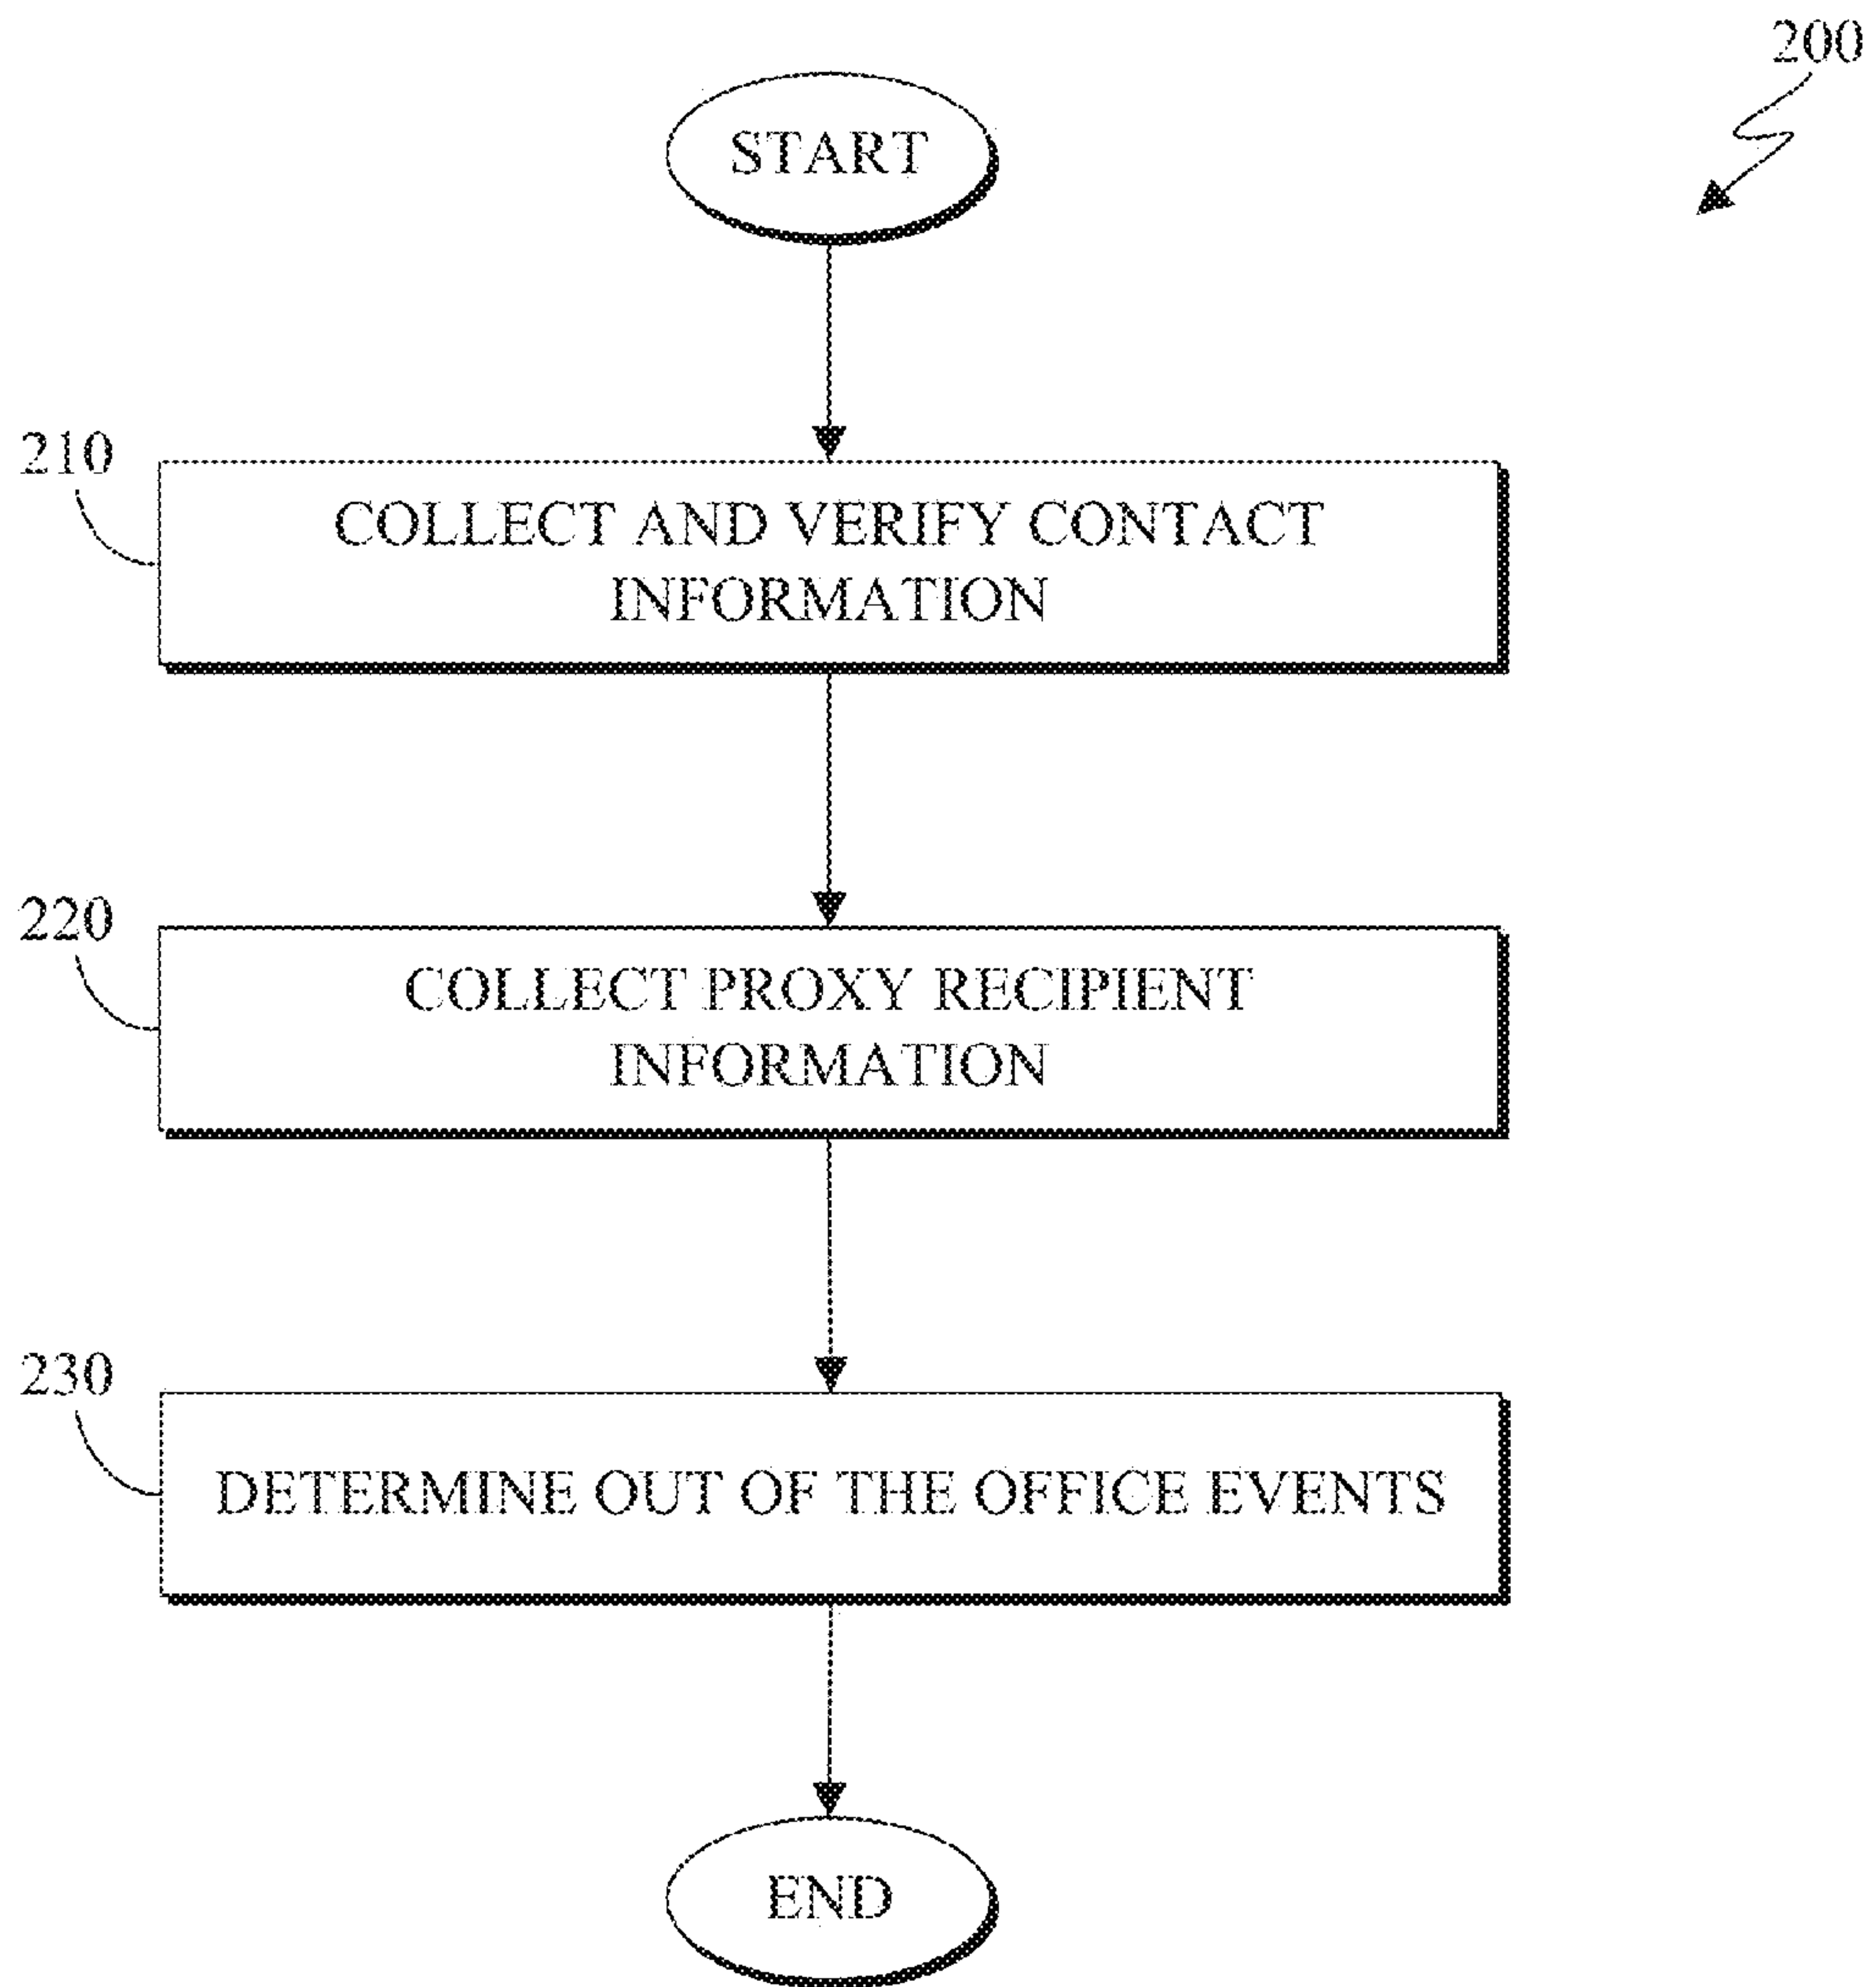 200
START
210
COLLECT AND VERIFY CONTACT
INFORMATION
220
COLLECT PROXY RECIPIENT
INFORMATION
230
DETERMINE OUT OF THE OFFICE EVENTS
END